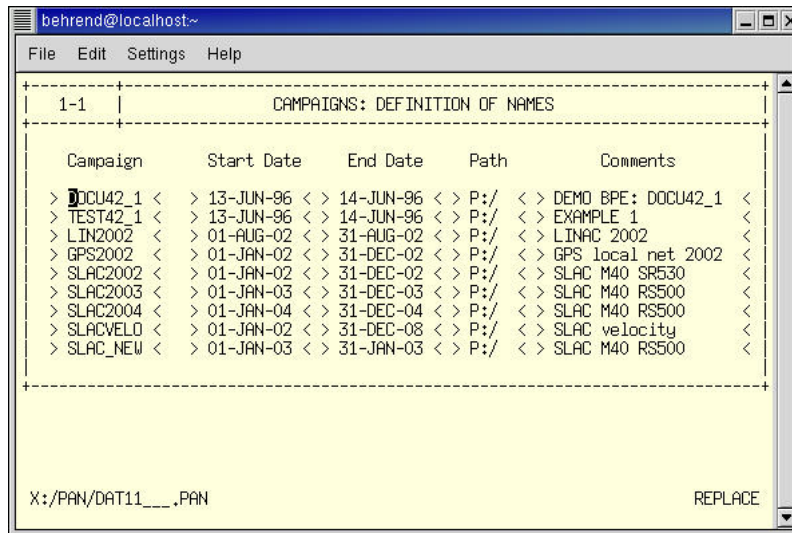 behrend@localhost:~
File Edit Settings Help
1-1 CAMPAIGNS: DEFINITION OF NAMES
Campaign Start Date End Date Path Comments
> DOCU42_1 < > 13-JUN-96 < > 14-JUN-96 < > P:/ < > DEMO BPE: DOCU42_1 <
> TEST42_1 < > 13-JUN-96 < > 14-JUN-96 < > P:/ < > EXAMPLE 1 <
> LIN2002 < > 01-AUG-02 < > 31-AUG-02 < > P:/ < > LINAC 2002 <
> GPS2002 < > 01-JAN-02 < > 31-DEC-02 < > P:/ < > GPS local net 2002 <
> SLAC2002 < > 01-JAN-02 < > 31-DEC-02 < > P:/ < > SLAC M40 SR530 <
> SLAC2003 < > 01-JAN-03 < > 31-DEC-03 < > P:/ < > SLAC M40 RS500 <
> SLAC2004 < > 01-JAN-04 < > 31-DEC-04 < > P:/ < > SLAC M40 RS500 <
> SLACVELO < > 01-JAN-02 < > 31-DEC-08 < > P:/ < > SLAC velocity <
> SLAC_NEW < > 01-JAN-03 < > 31-JAN-03 < > P:/ < > SLAC M40 RS500 <
X:/PAN/DAT11___.PAN REPLACE